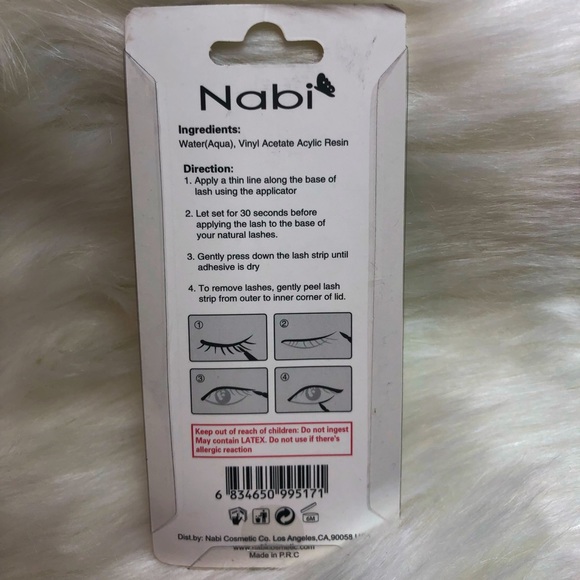 Nabi
Ingredients:
Water(Aqua), Vinyl Acetate Acylic Resin
Direction:
1. Apply a thin line along the base of
lash using the applicator
2. Let set for 30 seconds before
applying the lash to the base of
your natural lashes.
3. Gently press down the lash strip until
adhesive is dry
4. To remove lashes, gently peel lash
strip from outer to inner corner of lid.
1 2
3 4
Keep out of reach of children: Do not ingest
May contain LATEX. Do not use if there's
allergic reaction
6 834650 995171
6M
Dist.by: Nabi Cosmetic Co. Los Angeles,CA,90058
www.nabicosmetic.com
Made in P.R.C